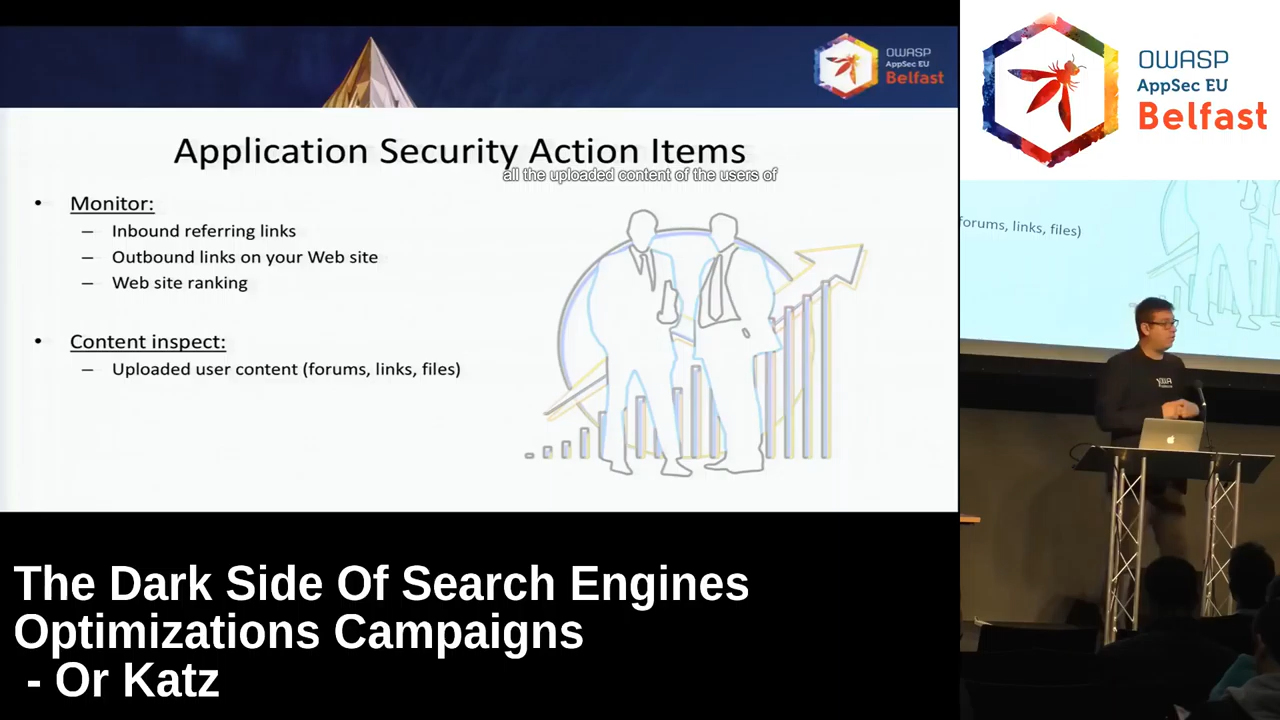 OWASP
AppSec EU
Belfast
Application Security Action Items
all the uploaded content of the users of
• Monitor:
– Inbound referring links
– Outbound links on your Web site
– Web site ranking
• Content inspect:
– Uploaded user content (forums, links, files)
OWASP
AppSec EU
Belfast
forums, links, files)
The Dark Side Of Search Engines
Optimizations Campaigns
- Or Katz